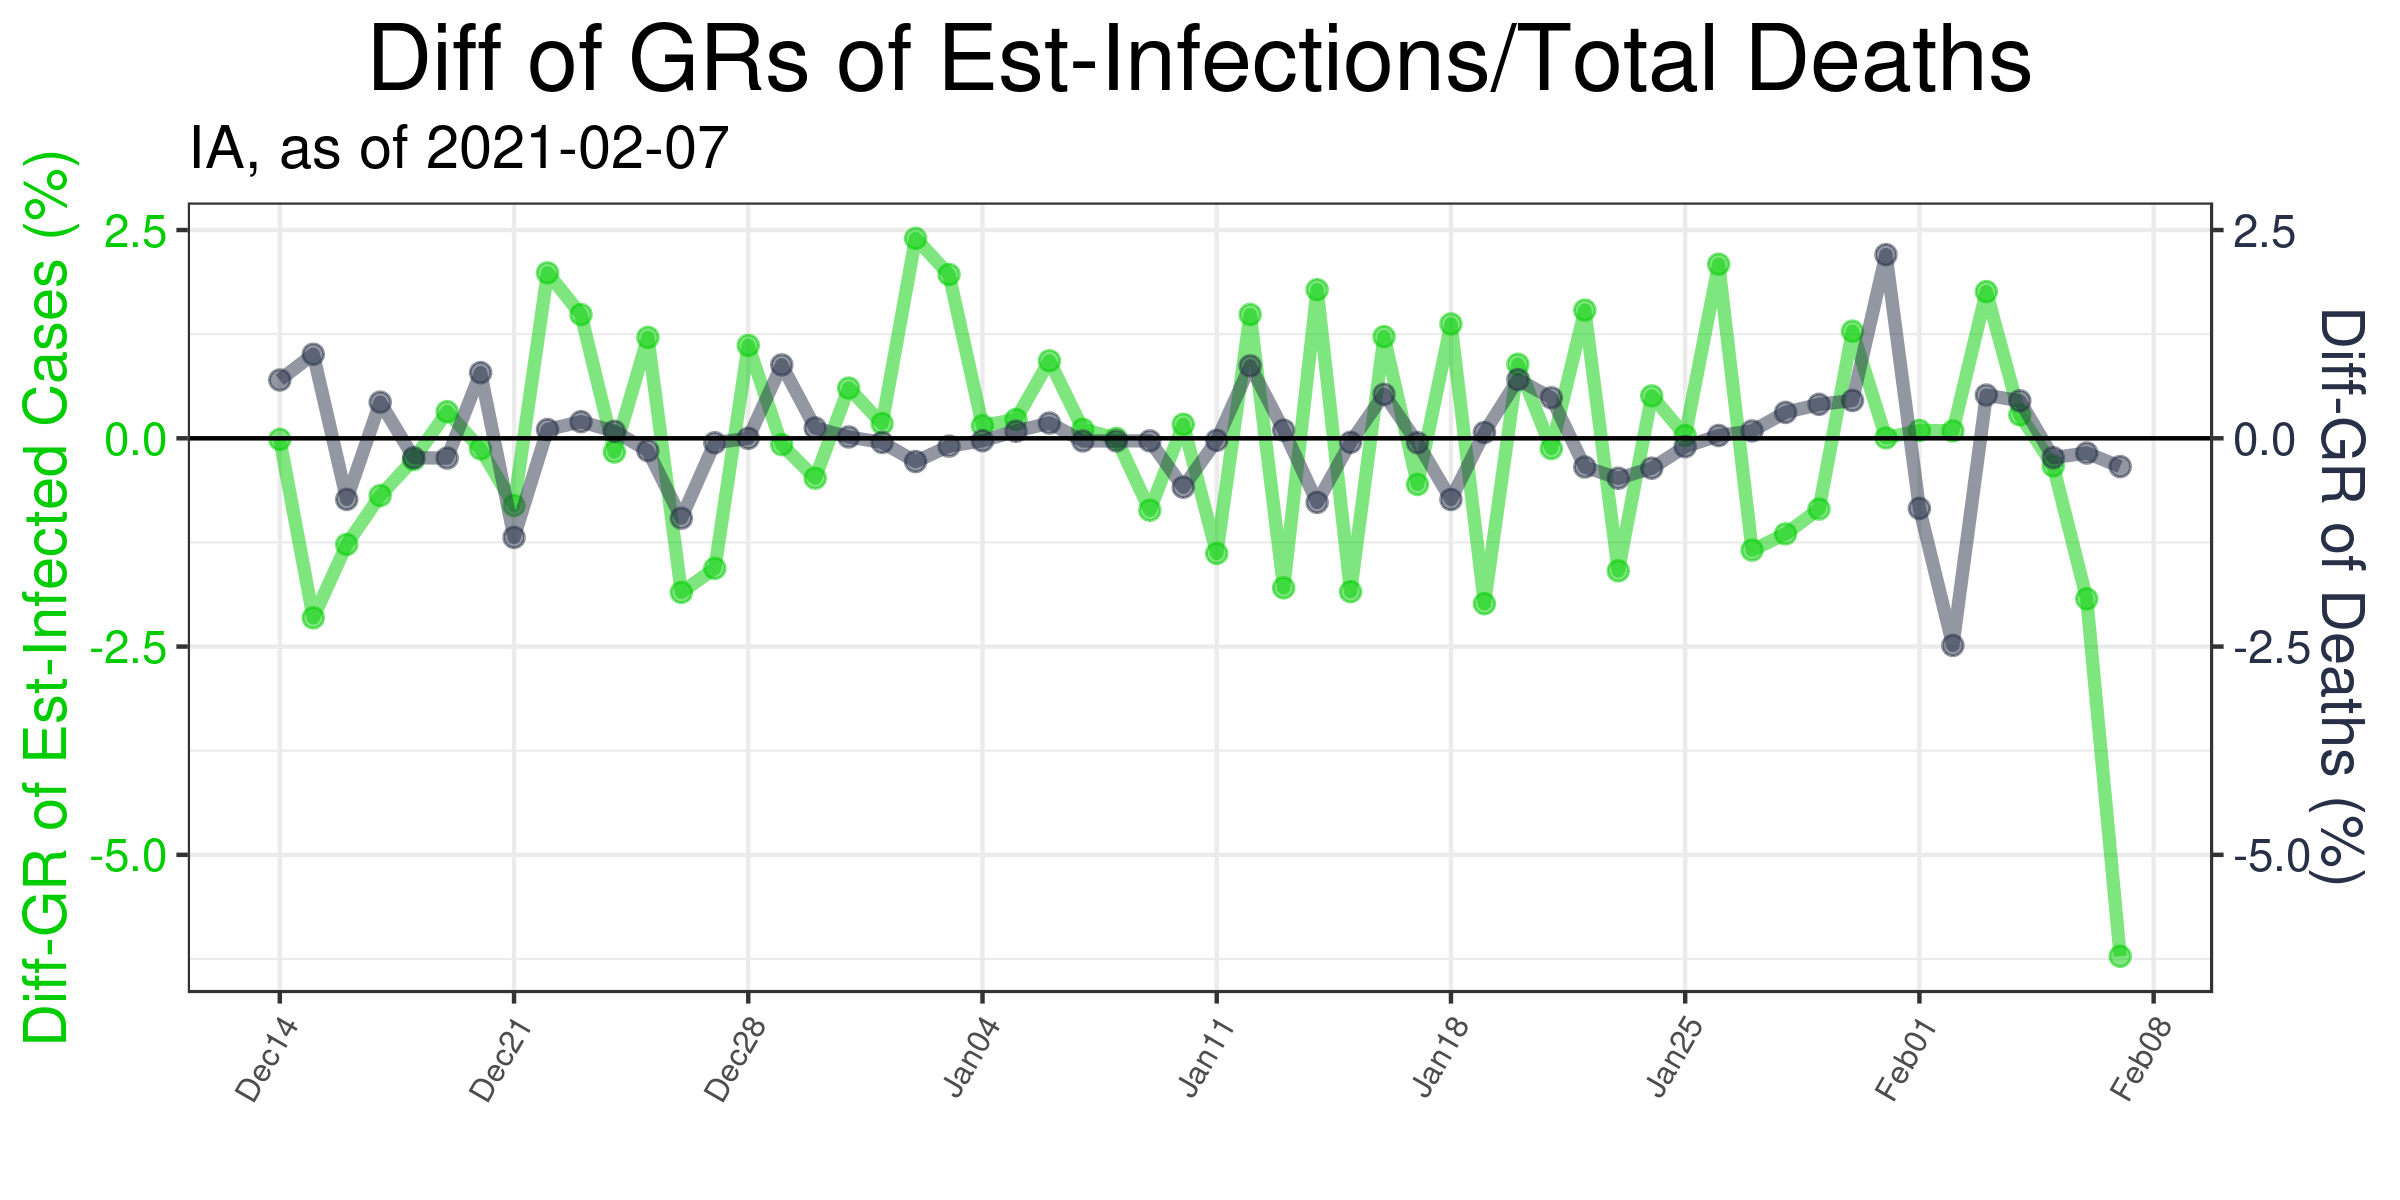 Diff of GRs of Est-Infections/Total Deaths
IA, as of 2021-02-07
Diff-GR of Est-Infected Cases (%)
2.5
0.0
-2.5
-5.0
2.5
0.0
-2.5
-5.0
Diff-GR of Deaths (%)
Dec14
Dec21
Dec28
Jan04
Jan11
Jan18
Jan25
Feb01
Feb08